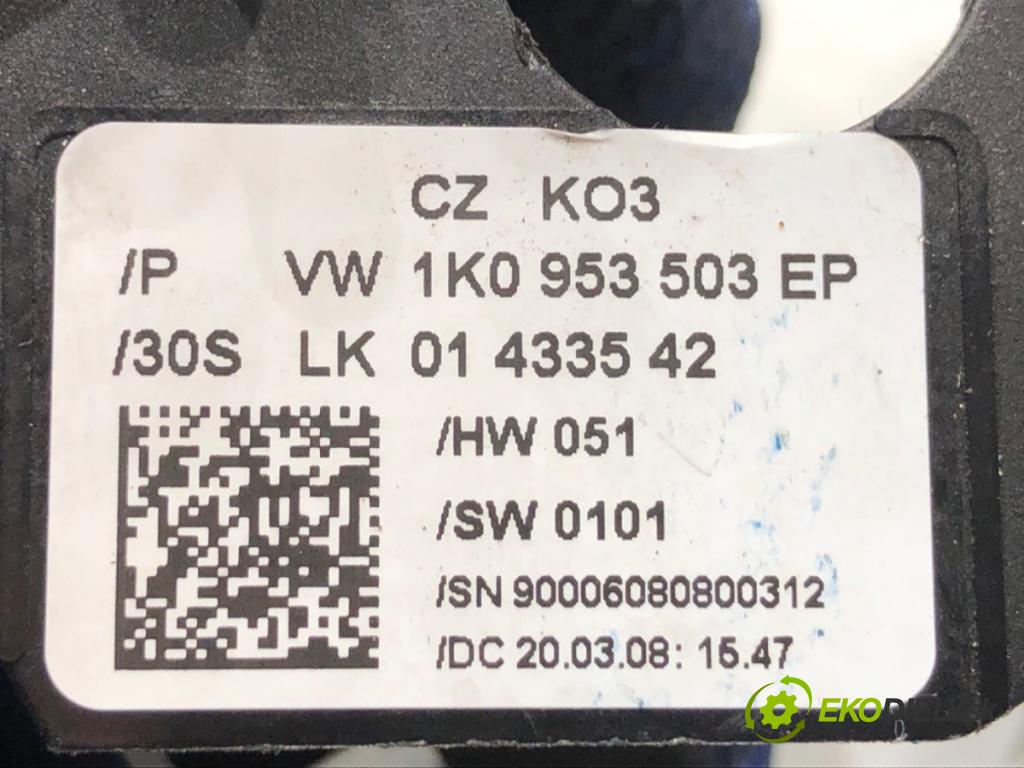 CZ KO3
/P VW 1K0 953 503 EP
/30S LK 01 4335 42
/HW 051
/SW 0101
/SN 90006080800312
/DC 20.03.08: 15.47
EKODIELY